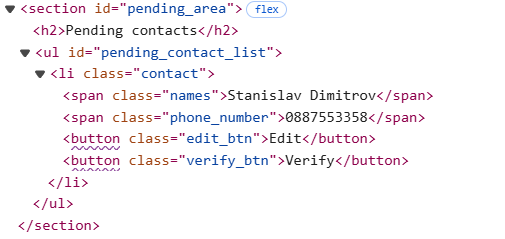 <section id="pending_area"> flex
<h2>Pending contacts</h2>
<ul id="pending_contact_list">
<li class="contact">
<span class="names">Stanislav Dimitrov</span>
<span class="phone_number">0887553358</span>
<button class="edit_btn">Edit</button>
<button class="verify_btn">Verify</button>
</li>
</ul>
</section>